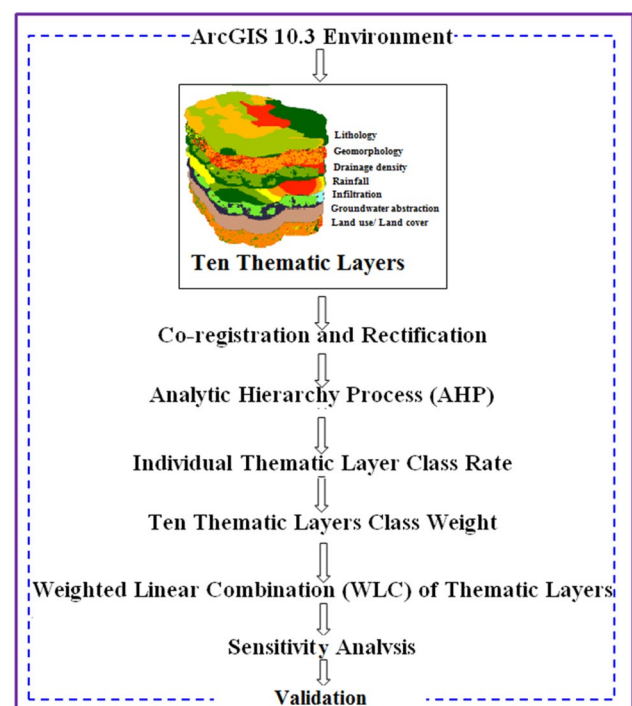 ArcGIS 10.3 Environment
Lithology
Geomorphology
Drainage density
Rainfall
Infiltration
Groundwater abstraction
Land use/ Land cover
Ten Thematic Layers
Co-registration and Rectification
Analytic Hierarchy Process (AHP)
Individual Thematic Layer Class Rate
Ten Thematic Layers Class Weight
Weighted Linear Combination (WLC) of Thematic Layers
Sensitivity Analysis
Validation